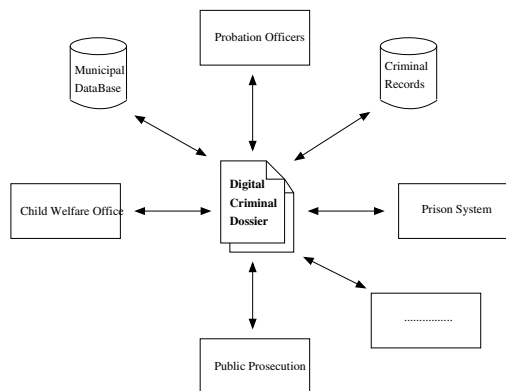 Probation Officers
Municipal
DataBase
Criminal
Records
Digital
Criminal
Dossier
Child Welfare Office
Prison System
................
Public Prosecution